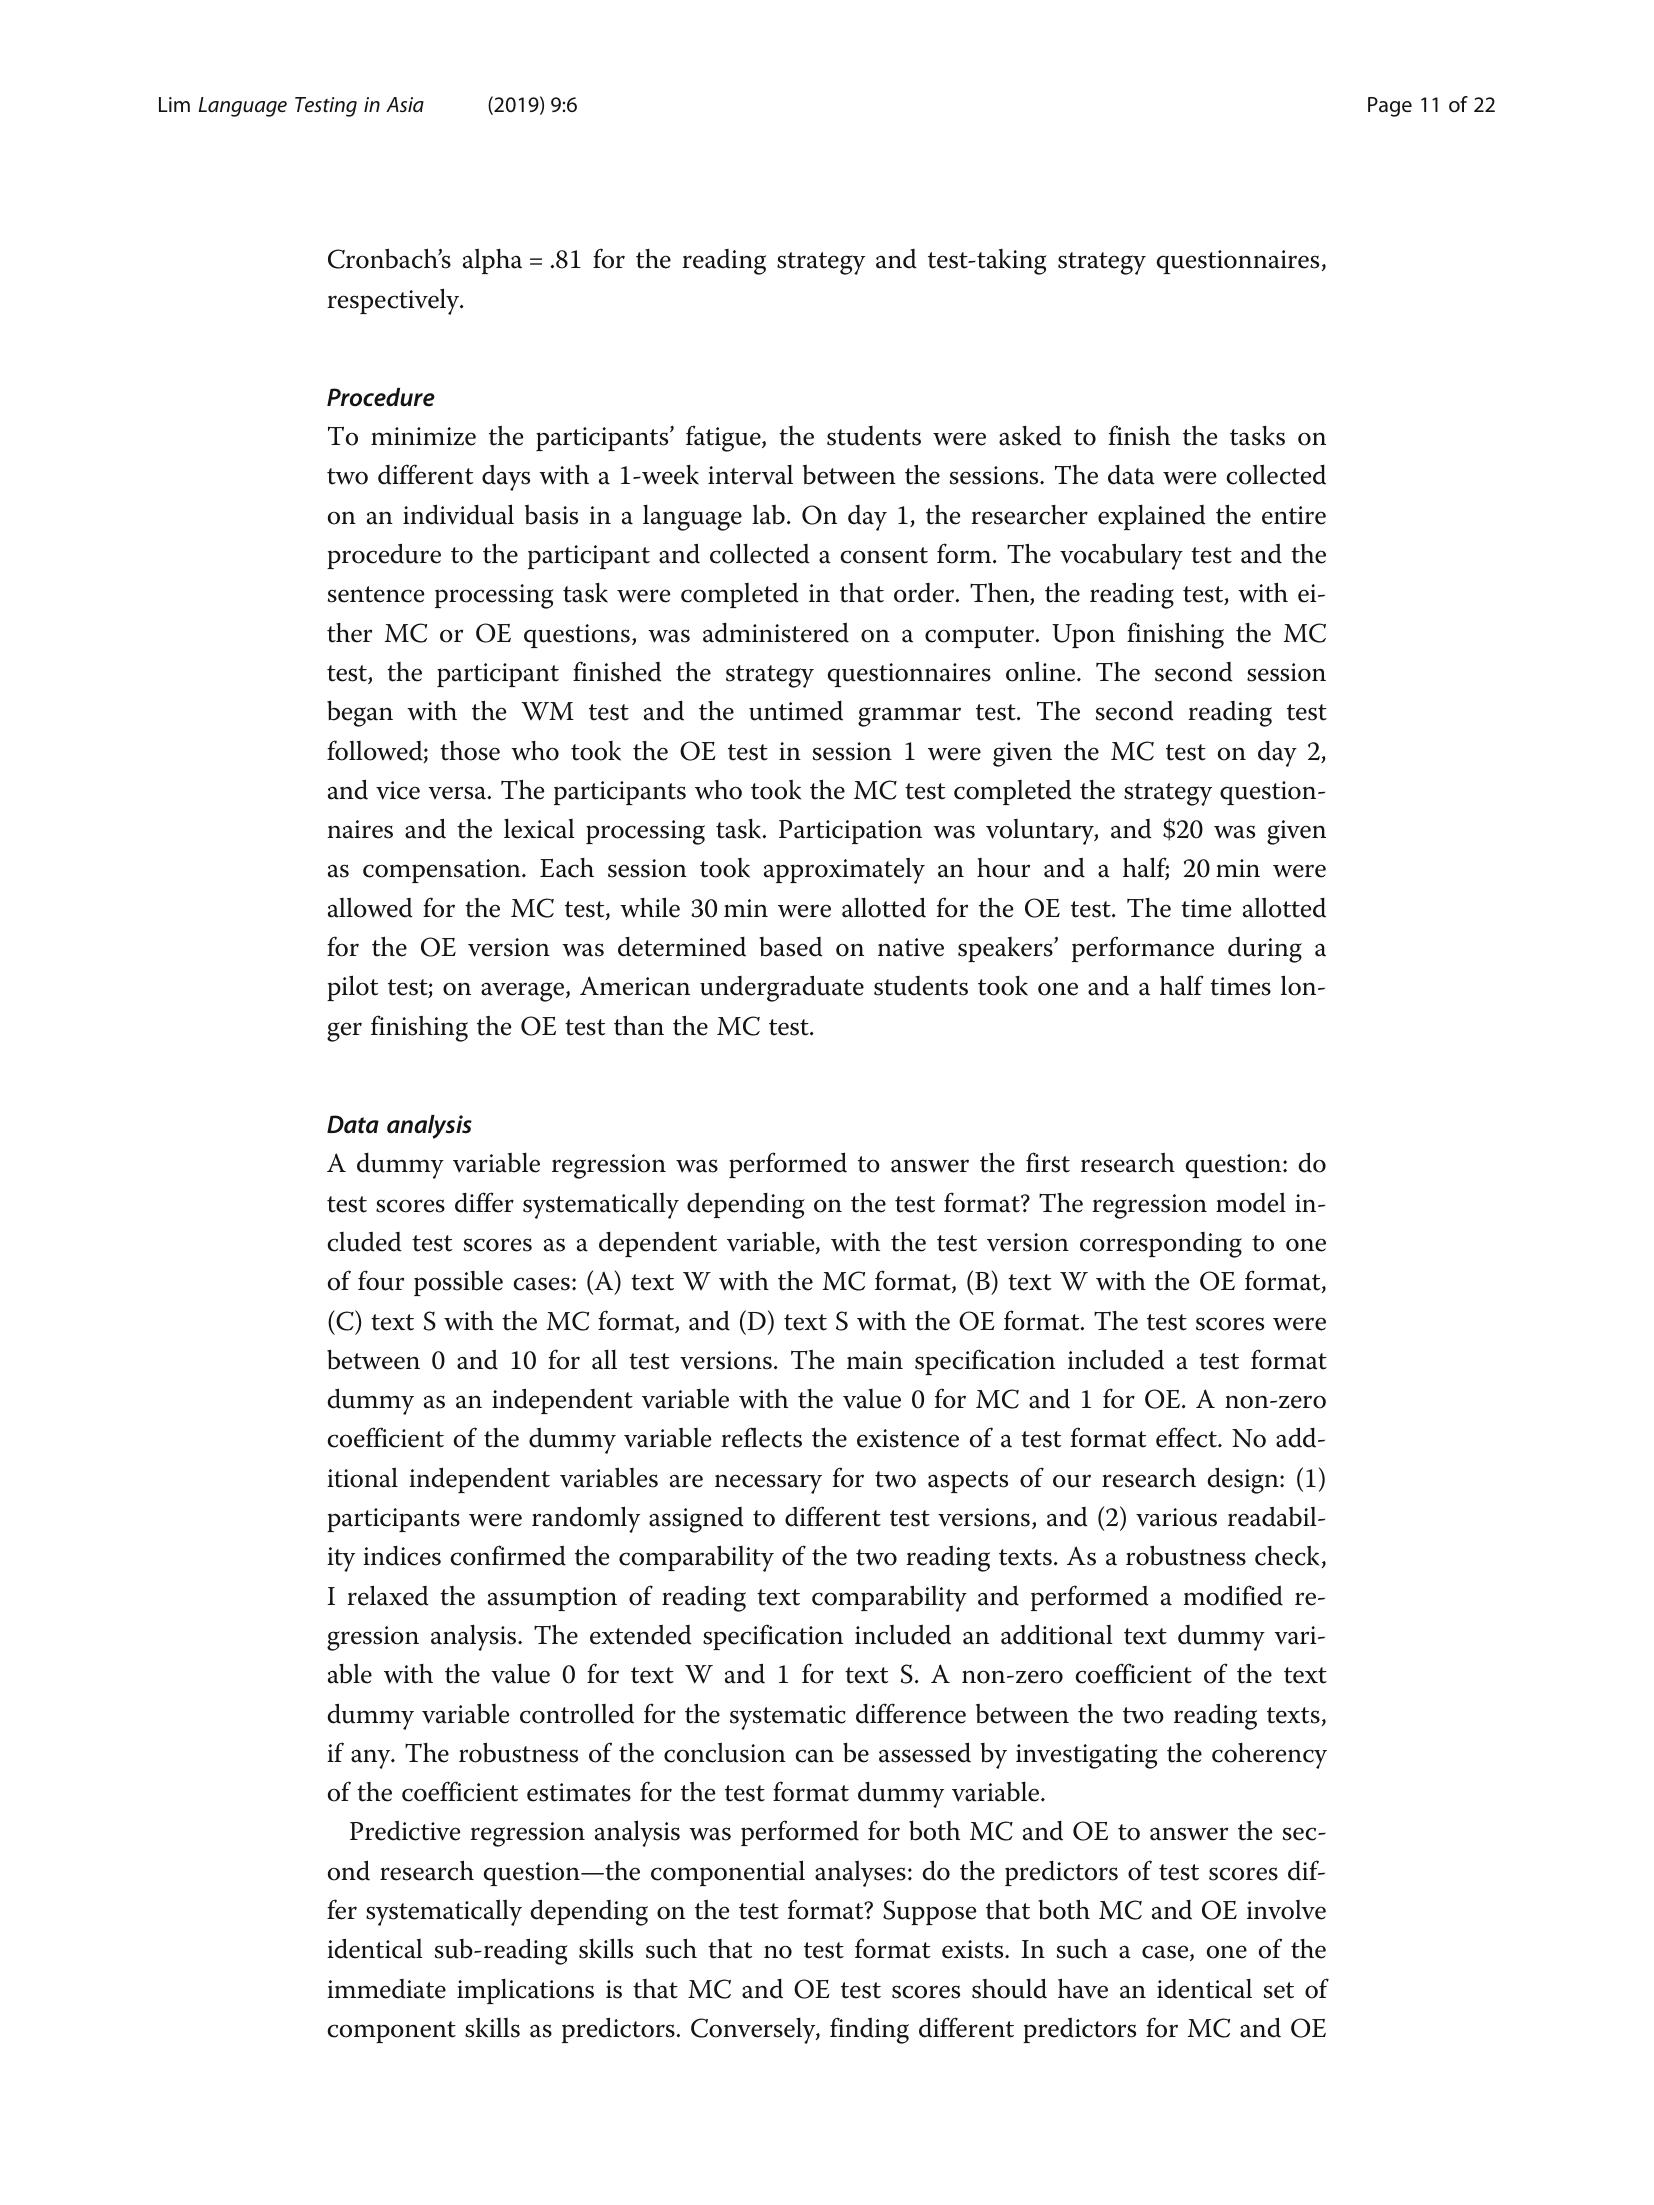 Lim Language Testing in Asia (2019) 9:6 Page 11 of 22
Cronbach's alpha = .81 for the reading strategy and test-taking strategy questionnaires,
respectively.
Procedure
To minimize the participants' fatigue, the students were asked to finish the tasks on
two different days with a 1-week interval between the sessions. The data were collected
on an individual basis in a language lab. On day 1, the researcher explained the entire
procedure to the participant and collected a consent form. The vocabulary test and the
sentence processing task were completed in that order. Then, the reading test, with ei-
ther MC or OE questions, was administered on a computer. Upon finishing the MC
test, the participant finished the strategy questionnaires online. The second session
began with the WM test and the untimed grammar test. The second reading test
followed; those who took the OE test in session 1 were given the MC test on day 2,
and vice versa. The participants who took the MC test completed the strategy question-
naires and the lexical processing task. Participation was voluntary, and $20 was given
as compensation. Each session took approximately an hour and a half; 20 min were
allowed for the MC test, while 30 min were allotted for the OE test. The time allotted
for the OE version was determined based on native speakers' performance during a
pilot test; on average, American undergraduate students took one and a half times lon-
ger finishing the OE test than the MC test.
Data analysis
A dummy variable regression was performed to answer the first research question: do
test scores differ systematically depending on the test format? The regression model in-
cluded test scores as a dependent variable, with the test version corresponding to one
of four possible cases: (A) text W with the MC format, (B) text W with the OE format,
(C) text S with the MC format, and (D) text S with the OE format. The test scores were
between 0 and 10 for all test versions. The main specification included a test format
dummy as an independent variable with the value 0 for MC and 1 for OE. A non-zero
coefficient of the dummy variable reflects the existence of a test format effect. No add-
itional independent variables are necessary for two aspects of our research design: (1)
participants were randomly assigned to different test versions, and (2) various readabil-
ity indices confirmed the comparability of the two reading texts. As a robustness check,
I relaxed the assumption of reading text comparability and performed a modified re-
gression analysis. The extended specification included an additional text dummy vari-
able with the value 0 for text W and 1 for text S. A non-zero coefficient of the text
dummy variable controlled for the systematic difference between the two reading texts,
if any. The robustness of the conclusion can be assessed by investigating the coherency
of the coefficient estimates for the test format dummy variable.
Predictive regression analysis was performed for both MC and OE to answer the sec-
ond research question—the componential analyses: do the predictors of test scores dif-
fer systematically depending on the test format? Suppose that both MC and OE involve
identical sub-reading skills such that no test format exists. In such a case, one of the
immediate implications is that MC and OE test scores should have an identical set of
component skills as predictors. Conversely, finding different predictors for MC and OE